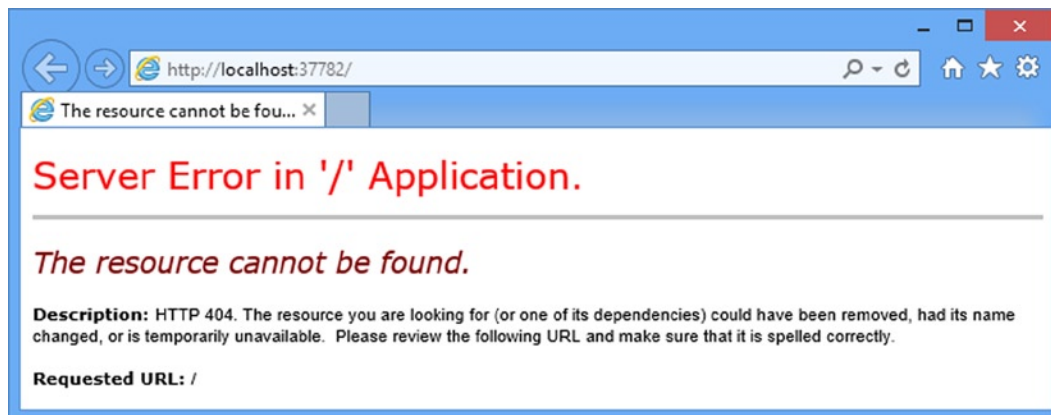 http://localhost:37782/
The resource cannot be fou...
Server Error in '/' Application.
The resource cannot be found.
Description: HTTP 404. The resource you are looking for (or one of its dependencies) could have been removed, had its name
changed, or is temporarily unavailable.  Please review the following URL and make sure that it is spelled correctly.
Requested URL: /